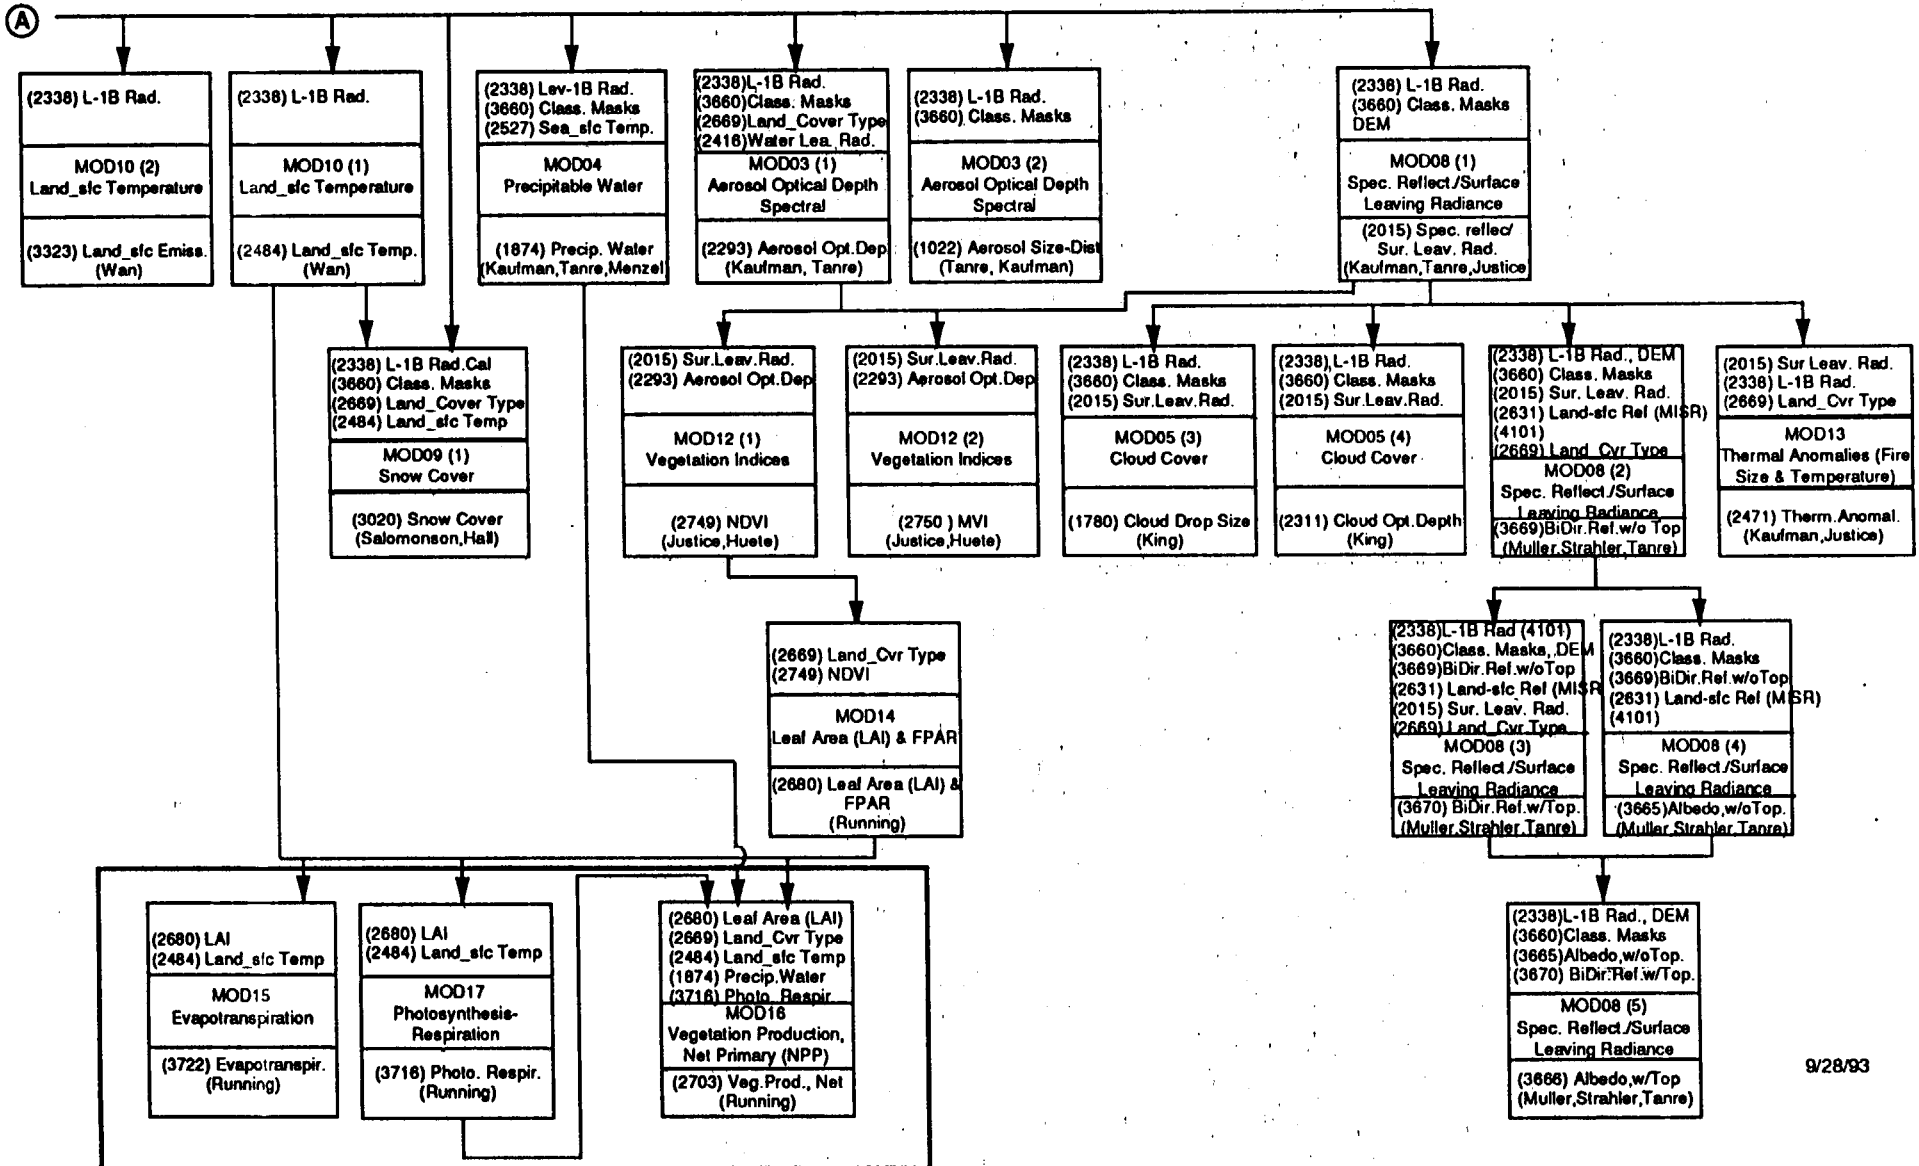 A
(2338) L-1B Rad.
MOD10 (2)
Land_sfc Temperature
(3323) Land_sfc Emiss.
(Wan)
(2338) L-1B Rad.
MOD10 (1)
Land_sfc Temperature
(2484) Land_sfc Temp.
(Wan)
(2338) Lev-1B Rad.
(3660) Class. Masks
(2527) Sea_sfc Temp.
MOD04
Precipitable Water
(1874) Precip. Water
(Kaufman,Tanre,Menzel
(2338)L-1B Rad.
(3660)Class. Masks
(2669)Land_Cover Type
(2416)Water Lea. Rad.
MOD03 (1)
Aerosol Optical Depth
Spectral
(2293) Aerosol Opt.Dep.
(Kaufman, Tanre)
(2338) L-1B Rad.
(3660) Class. Masks
MOD03 (2)
Aerosol Optical Depth
Spectral
(1022) Aerosol Size-Dist
(Tanre, Kaufman)
(2338) L-1B Rad.
(3660) Class. Masks
DEM
MOD08 (1)
Spec. Reflect./Surface
Leaving Radiance
(2015) Spec. reflec/
Sur. Leav. Rad.
(Kaufman,Tanre,Justice
(2338) L-1B Rad.Cal
(3660) Class. Masks
(2669) Land_Cover Type
(2484) Land_sfc Temp
MOD09 (1)
Snow Cover
(3020) Snow Cover
(Salomonson,Hall)
(2015) Sur.Leav.Rad.
(2293) Aerosol Opt.Dep
MOD12 (1)
Vegetation Indices
(2749) NDVI
(Justice,Huete)
(2015) Sur.Leav.Rad.
(2293) Aerosol Opt.Dep
MOD12 (2)
Vegetation Indices
(2750 ) MVI
(Justice,Huete)
(2338) L-1B Rad.
(3660) Class. Masks
(2015) Sur.Leav.Rad.
MOD05 (3)
Cloud Cover
(1780) Cloud Drop Size
(King)
(2338) L-1B Rad.
(3660) Class. Masks
(2015) Sur.Leav.Rad.
MOD05 (4)
Cloud Cover
(2311) Cloud Opt.Depth
(King)
(2338) L-1B Rad., DEM
(3660) Class. Masks
(2015) Sur. Leav. Rad.
(2631) Land-sfc Ref (MISR)
(4101)
(2669) Land_Cvr Type
MOD08 (2)
Spec. Reflect./Surface
Leaving Radiance
(3669)BiDir.Ref.w/o Top
(Muller,Strahler,Tanre)
(2015) Sur Leav. Rad.
(2338) L-1B Rad.
(2669) Land_Cvr Type
MOD13
Thermal Anomalies (Fire
Size & Temperature)
(2471) Therm.Anomal.
(Kaufman,Justice)
(2669) Land_Cvr Type
(2749) NDVI
MOD14
Leaf Area (LAI) & FPAR
(2680) Leaf Area (LAI) &
FPAR
(Running)
(2338)L-1B Rad (4101)
(3660)Class. Masks, DEM
(3669)BiDir.Ref.w/oTop
(2631) Land-sfc Ref (MISR
(2015) Sur. Leav. Rad.
(2669) Land_Cvr Type
MOD08 (3)
Spec. Reflect./Surface
Leaving Radiance
(3670) BiDir.Ref.w/Top.
(Muller,Strahler,Tanre)
(2338)L-1B Rad.
(3660)Class. Masks
(3669)BiDir.Ref.w/oTop
(2631) Land-sfc Ref (MISR)
(4101)
MOD08 (4)
Spec. Reflect./Surface
Leaving Radiance
(3665)Albedo,w/oTop.
(Muller,Strahler,Tanre)
(2680) LAI
(2484) Land_sfc Temp
MOD15
Evapotranspiration
(3722) Evapotranspir.
(Running)
(2680) LAI
(2484) Land_sfc Temp
MOD17
Photosynthesis-
Respiration
(3716) Photo. Respir.
(Running)
(2680) Leaf Area (LAI)
(2669) Land_Cvr Type
(2484) Land_sfc Temp
(1874) Precip.Water
(3716) Photo. Respir.
MOD16
Vegetation Production,
Net Primary (NPP)
(2703) Veg.Prod., Net
(Running)
(2338)L-1B Rad., DEM
(3660)Class. Masks
(3665)Albedo,w/oTop.
(3670) BiDir.Ref.w/Top.
MOD08 (5)
Spec. Reflect./Surface
Leaving Radiance
(3666) Albedo,w/Top
(Muller,Strahler,Tanre)
9/28/93